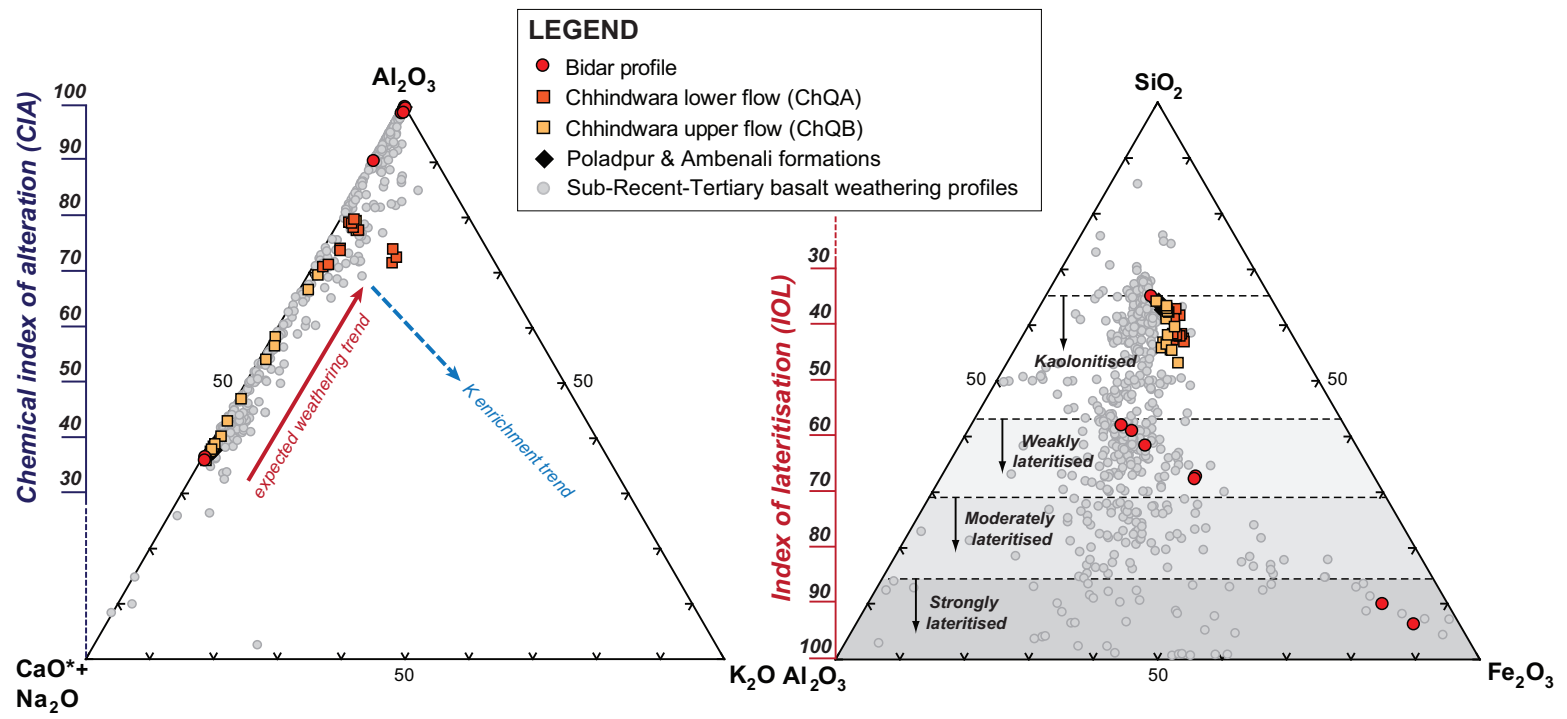 LEGEND
Bidar profile
Chhindwara lower flow (ChQA)
Chhindwara upper flow (ChQB)
Poladpur & Ambenali formations
Sub-Recent-Tertiary basalt weathering profiles
Chemical index of alteration (CIA)
100
90
80
70
60
50
40
30
Al2O3
50
50
50
expected weathering trend
K enrichment trend
CaO*+
Na2O
K2O
Index of lateritisation (IOL)
30
40
50
60
70
80
90
100
SiO2
50
50
50
Kaolonitised
Weakly
lateritised
Moderately
lateritised
Strongly
lateritised
Al2O3
Fe2O3